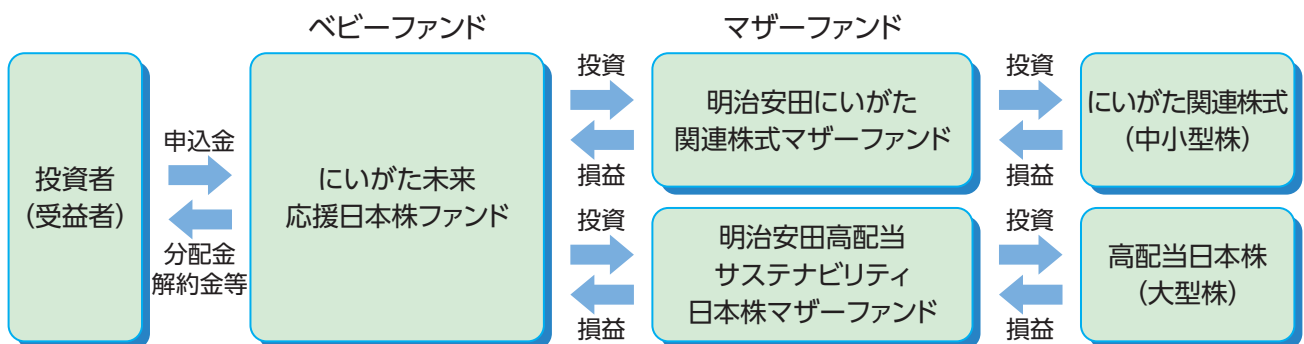 ベビーファンド
マザーファンド
投資者
(受益者)
申込金
分配金
解約金等
にいがた未来
応援日本株ファンド
投資
損益
明治安田にいがた
関連株式マザーファンド
投資
損益
にいがた関連株式
(中小型株)
投資
損益
明治安田高配当
サステナビリティ
日本株マザーファンド
投資
損益
高配当日本株
(大型株)